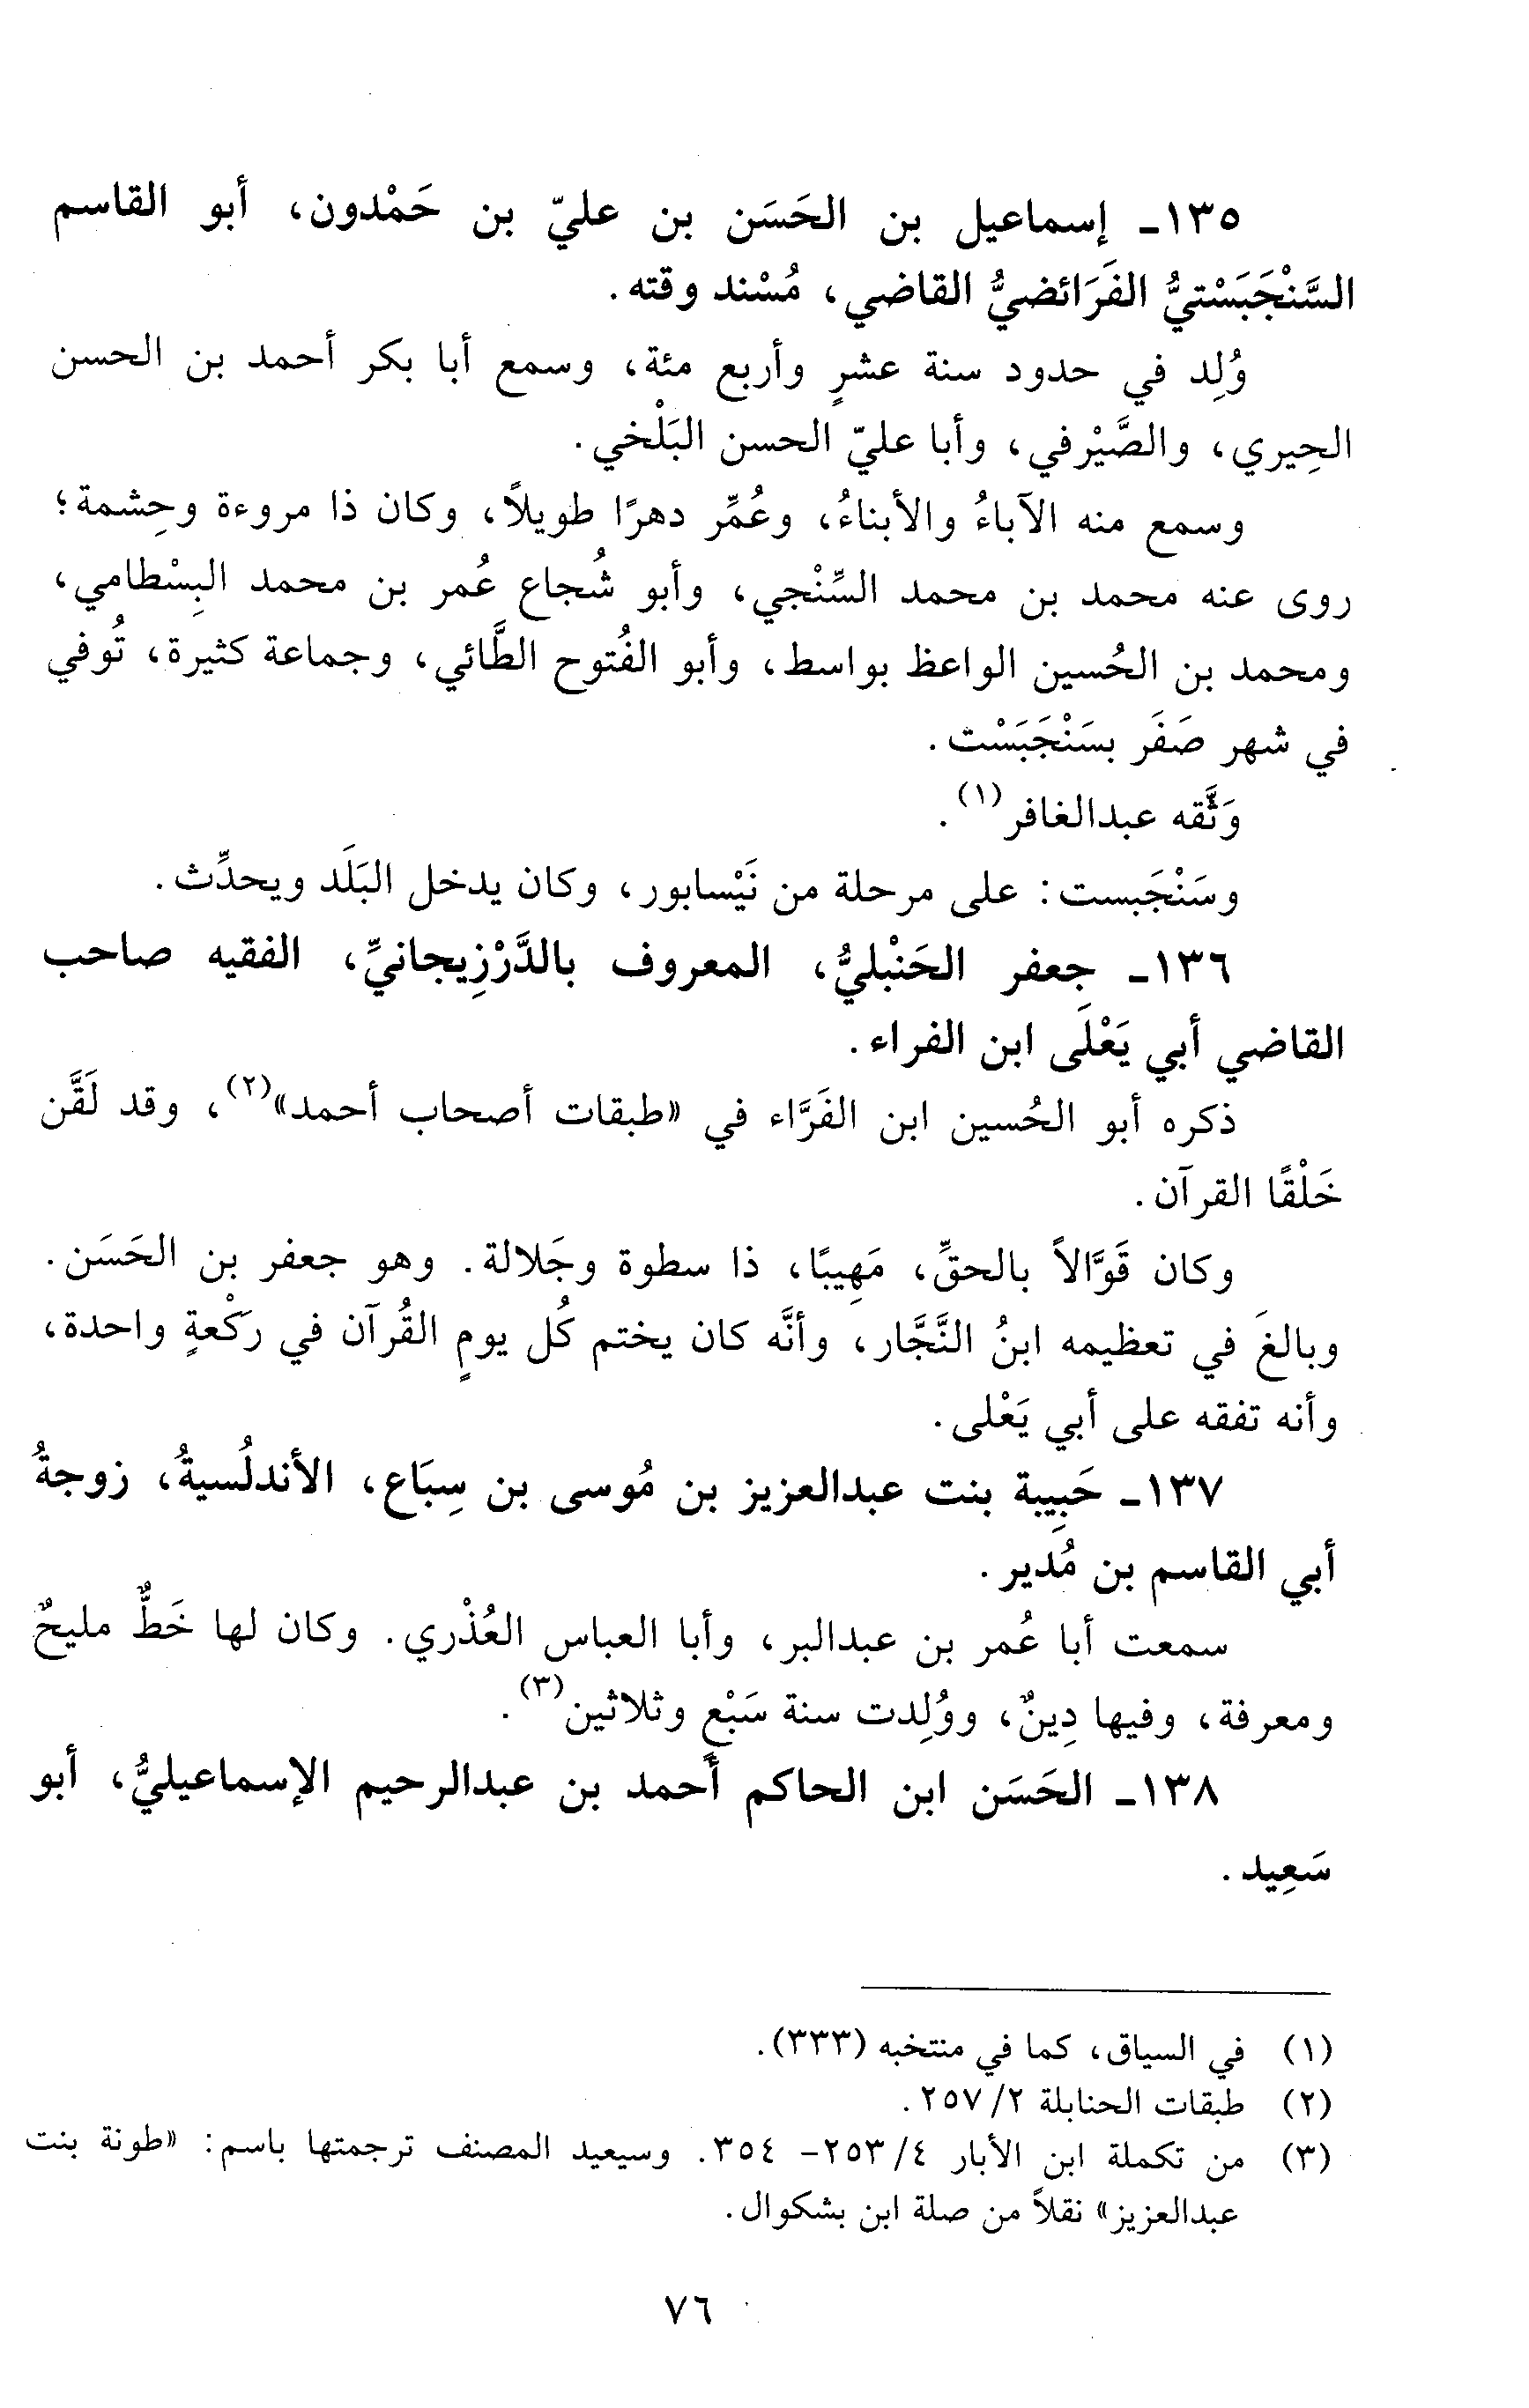 ١٣٥ـ إسماعيل بن الحَسَن بن عليّ بن حَمْدون، أبو القاسم
السَّنْجَبَسْتيُّ الفَرَائضيُّ القاضي، مُسْند وقته.
وُلِد في حدود سنة عشرٍ وأربع مئة، وسمع أبا بكر أحمد بن الحسن
الحِيري، والصَّيْرفي، وأبا عليّ الحسن البَلْخي.
وسمع منه الآباءُ والأبناءُ، وعُمِّر دهرًا طويلاً، وكان ذا مروءة وحِشمة؛
روى عنه محمد بن محمد السِّنْجي، وأبو شُجاع عُمر بن محمد البِسْطامي،
ومحمد بن الحُسين الواعظ بواسط، وأبو الفُتوح الطَّائي، وجماعة كثيرة، تُوفي
في شهر صَفَر بسَنْجَبَسْت.
وَثَّقه عبدالغافر(١).
وسَنْجَبست: على مرحلة من نَيْسابور، وكان يدخل البَلَد ويحدِّث.
١٣٦ـ جعفر الحَنْبليُّ، المعروف بالدَّرْزِيجانيِّ، الفقيه صاحب
القاضي أبي يَعْلَى ابن الفراء.
ذكره أبو الحُسين ابن الفَرَّاء في «طبقات أصحاب أحمد»(٢)، وقد لَقَّن
خَلْقًا القرآن.
وكان قَوَّالاً بالحقِّ، مَهِيبًا، ذا سطوة وجَلالة. وهو جعفر بن الحَسَن.
وبالغَ في تعظيمه ابنُ النَّجَّار، وأنَّه كان يختم كُل يومٍ القُرآن في ركْعةٍ واحدة،
وأنه تفقه على أبي يَعْلى.
١٣٧ـ حَبِيبة بنت عبدالعزيز بن مُوسى بن سِبَاع، الأندلُسيةُ، زوجةُ
أبي القاسم بن مُدير.
سمعت أبا عُمر بن عبدالبر، وأبا العباس العُذْري. وكان لها خَطٌّ مليحٌ
ومعرفة، وفيها دِينٌ، ووُلِدت سنة سَبْعٍ وثلاثين(٣).
١٣٨ـ الحَسَن ابن الحاكم أحمد بن عبدالرحيم الإسماعيليُّ، أبو
سَعِيد.
(١) في السياق، كما في منتخبه (٣٣٣).
(٢) طبقات الحنابلة ٢/ ٢٥٧.
(٣) من تكملة ابن الأبار ٤/ ٢٥٣- ٣٥٤. وسيعيد المصنف ترجمتها باسم: «طونة بنت
عبدالعزيز» نقلاً من صلة ابن بشكوال.
٧٦